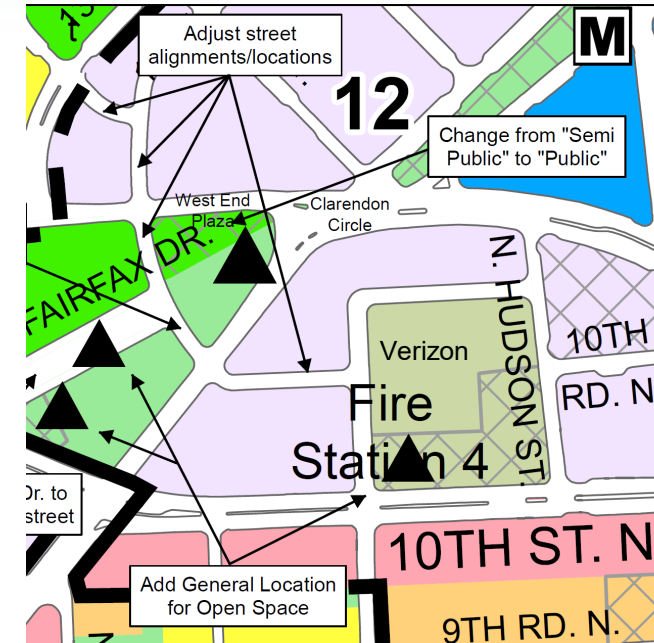 13
Adjust street
alignments/locations
M
12
Change from "Semi
Public" to "Public"
West End
Plaza
Clarendon
Circle
FAIRFAX DR.
N. HUDSON ST.
10TH
RD. N
Verizon
Fire
Station 4
Dr. to
street
10TH ST. N
Add General Location
for Open Space
9TH RD. N.
N